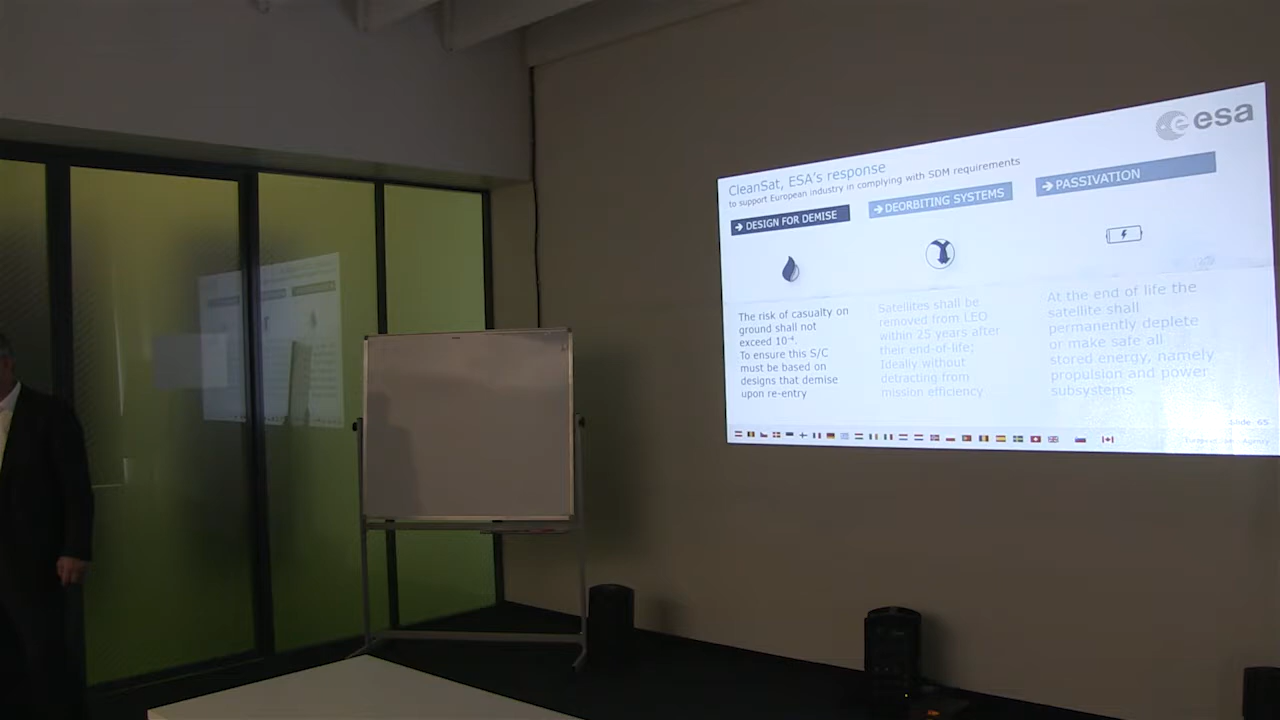 esa
CleanSat, ESA's response
to support European industry in complying with SDM requirements
DESIGN FOR DEMISE
The risk of casualty on
ground shall not
exceed 10⁻⁴.
To ensure this S/C
must be based on
designs that demise
upon re-entry
DEORBITING SYSTEMS
Satellites shall be
removed from LEO
within 25 years after
their end-of-life;
Ideally without
detracting from
mission efficiency
PASSIVATION
At the end of life the
satellite shall
permanently deplete
or make safe all
stored energy, namely
propulsion and power
subsystems
Slide 65
European Agency